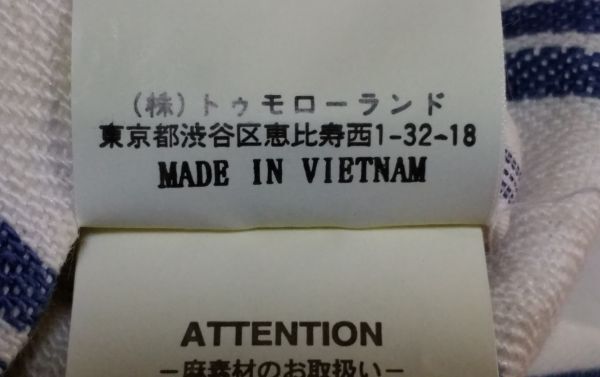 (株)トゥモローランド
東京都渋谷区恵比寿西1-32-18
MADE IN VIETNAM
ATTENTION
-麻素材のお取扱い-